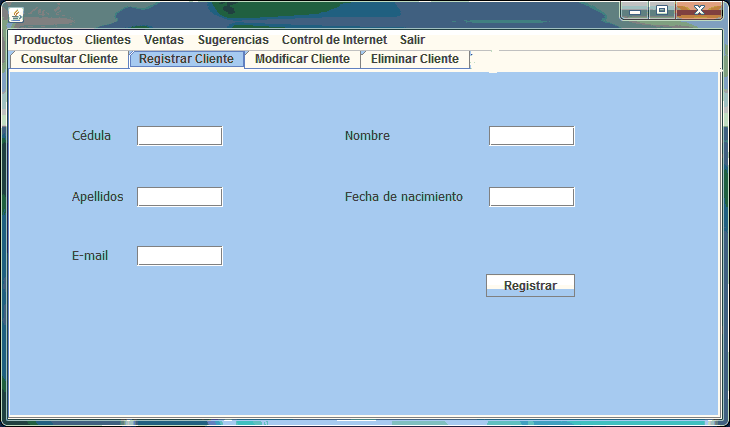 Productos Clientes Ventas Sugerencias Control de Internet Salir
Consultar Cliente Registrar Cliente Modificar Cliente Eliminar Cliente
Cédula Nombre
Apellidos Fecha de nacimiento
E-mail
Registrar